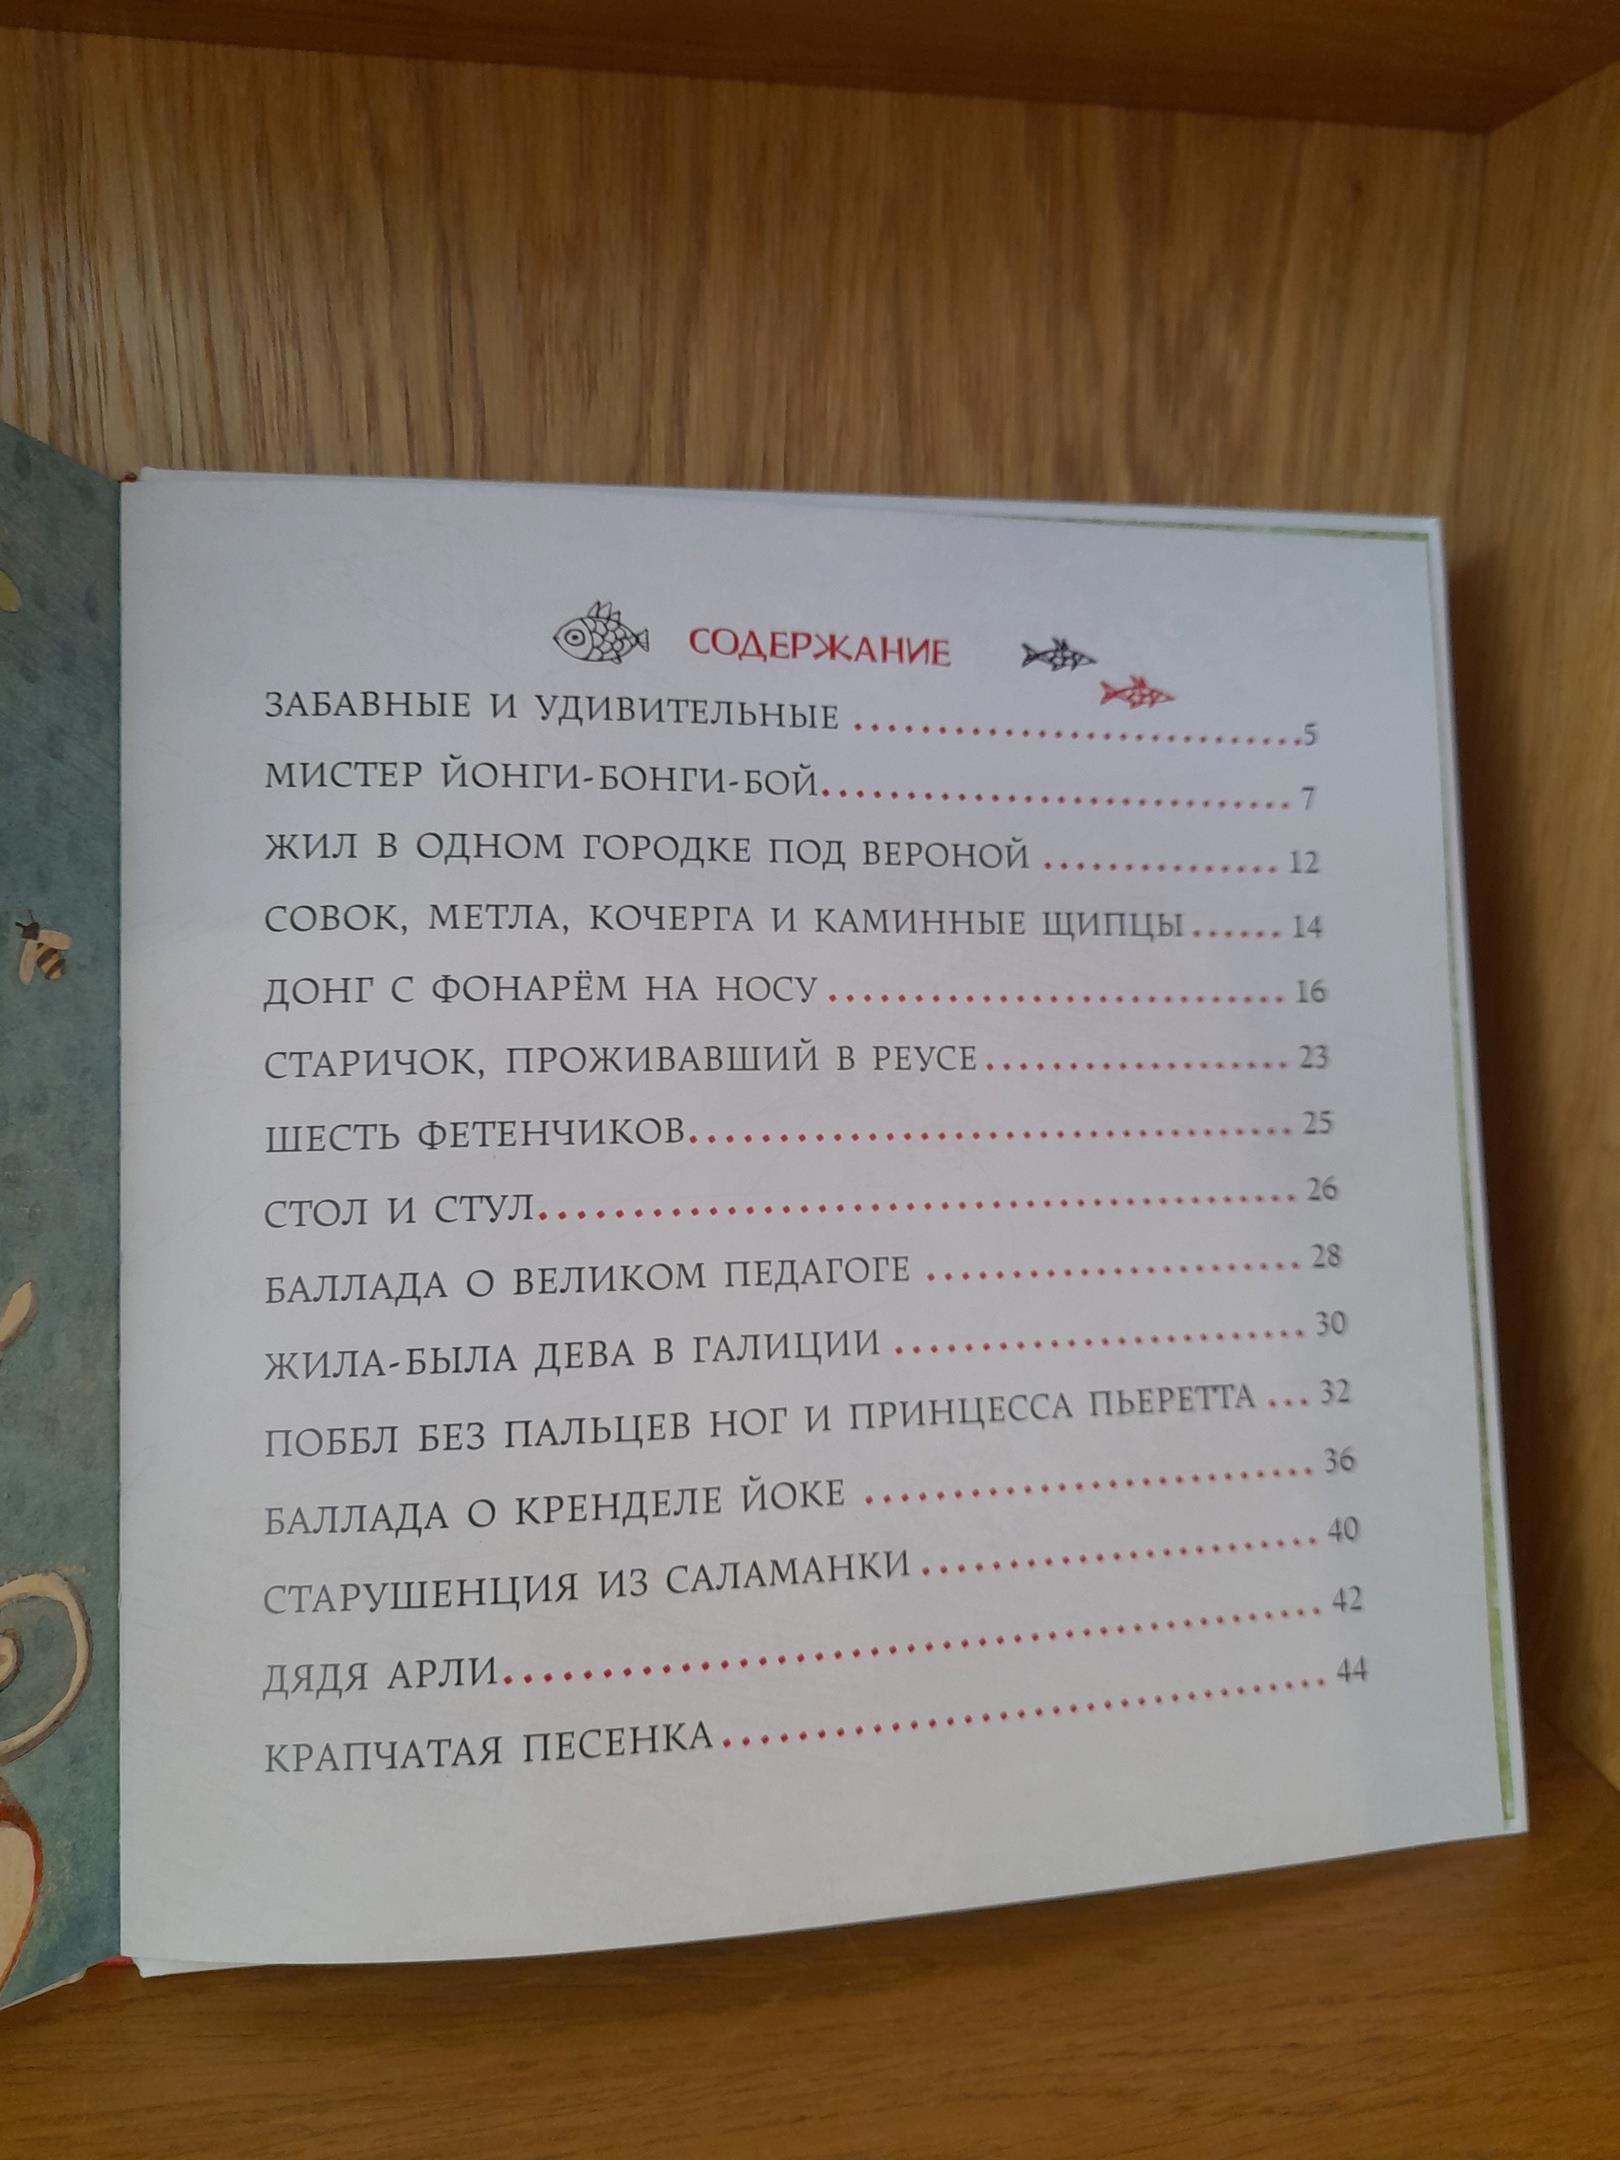 СОДЕРЖАНИЕ
ЗАБАВНЫЕ И УДИВИТЕЛЬНЫЕ ..............................5
МИСТЕР ЙОНГИ-БОНГИ-БОЙ.................................. 7
ЖИЛ В ОДНОМ ГОРОДКЕ ПОД ВЕРОНОЙ ................. 12
СОВОК, МЕТЛА, КОЧЕРГА И КАМИННЫЕ ЩИПЦЫ...... 14
ДОНГ С ФОНАРЁМ НА НОСУ................................ 16
СТАРИЧОК, ПРОЖИВАВШИЙ В РЕУСЕ.................... 23
ШЕСТЬ ФЕТЕНЧИКОВ........................................ 25
СТОЛ И СТУЛ.................................................. 26
БАЛЛАДА О ВЕЛИКОМ ПЕДАГОГЕ ......................... 28
ЖИЛА-БЫЛА ДЕВА В ГАЛИЦИИ ........................... 30
ПОББЛ БЕЗ ПАЛЬЦЕВ НОГ И ПРИНЦЕССА ПЬЕРЕТТА ... 32
БАЛЛАДА О КРЕНДЕЛЕ ЙОКЕ ............................. 36
СТАРУШЕНЦИЯ ИЗ САЛАМАНКИ ......................... 40
ДЯДЯ АРЛИ................................................... 42
КРАПЧАТАЯ ПЕСЕНКА..................................... 44